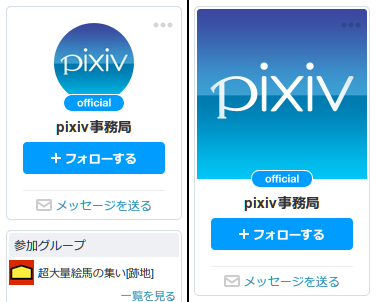 pixiv
official
pixiv事務局
+フォローする
メッセージを送る
参加グループ
超大量絵馬の集い[跡地]
一覧を見る
pixiv
official
pixiv事務局
+フォローする
メッセージを送る